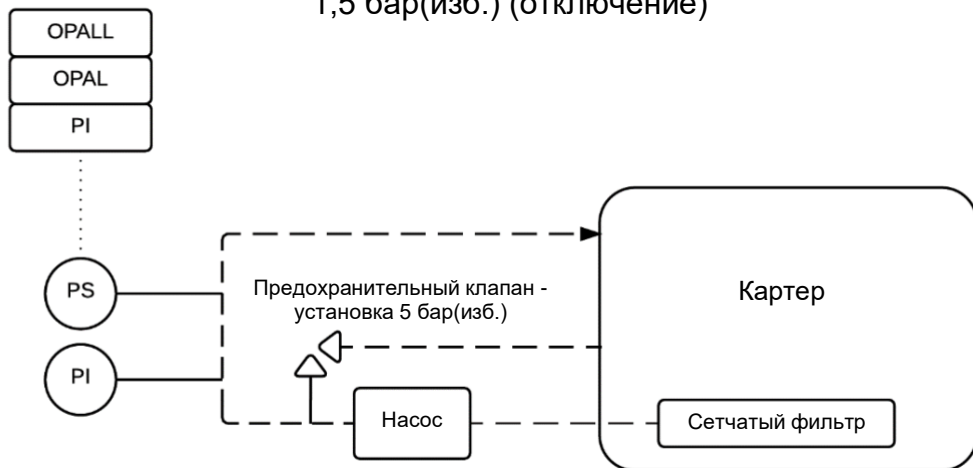 1,5 бар(изб.) (отключение)
OPALL
OPAL
PI
PS
Предохранительный клапан -
установка 5 бар(изб.)
Картер
PI
Насос
Сетчатый фильтр